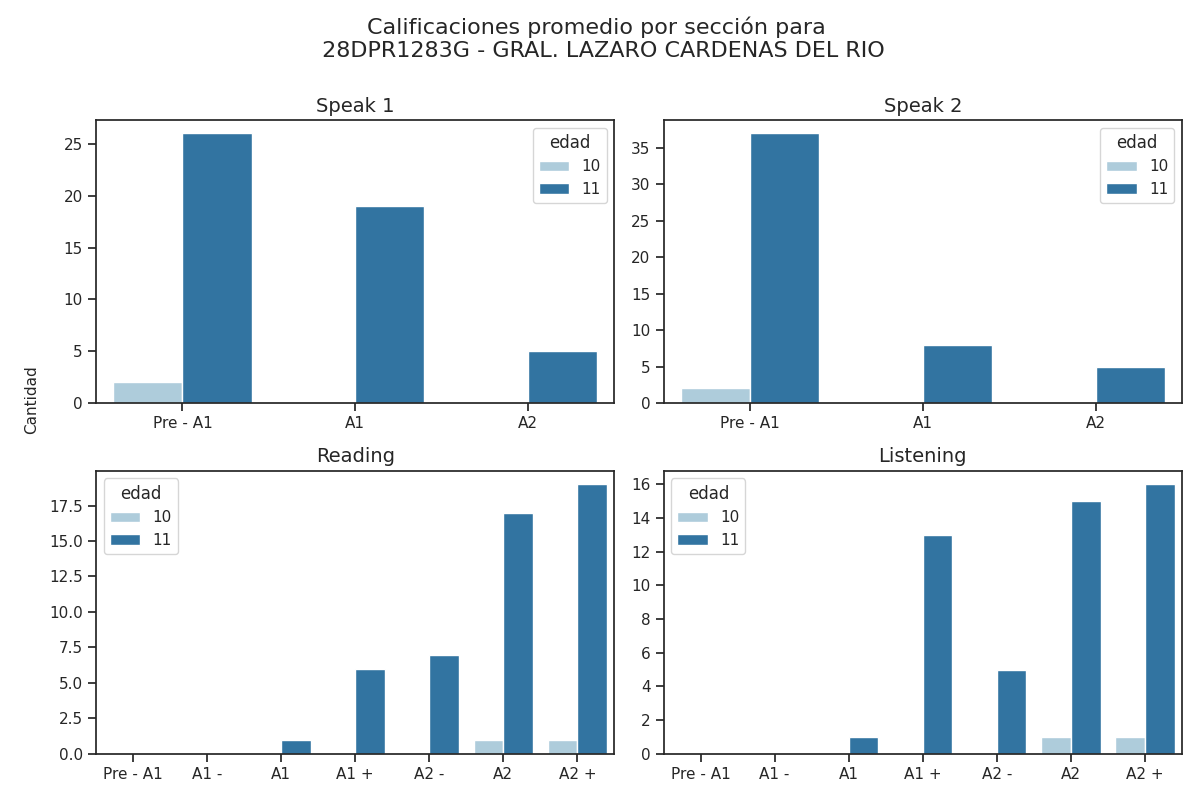 Calificaciones promedio por sección para
28DPR1283G - GRAL. LAZARO CARDENAS DEL RIO
Speak 1
25
20
15
10
5
0
edad
10
11
Pre - A1 A1 A2
Speak 2
35
30
25
20
15
10
5
0
edad
10
11
Pre - A1 A1 A2
Cantidad
Reading
17.5
15.0
12.5
10.0
7.5
5.0
2.5
0.0
edad
10
11
Pre - A1 A1 - A1 A1 + A2 - A2 A2 +
Listening
16
14
12
10
8
6
4
2
0
edad
10
11
Pre - A1 A1 - A1 A1 + A2 - A2 A2 +